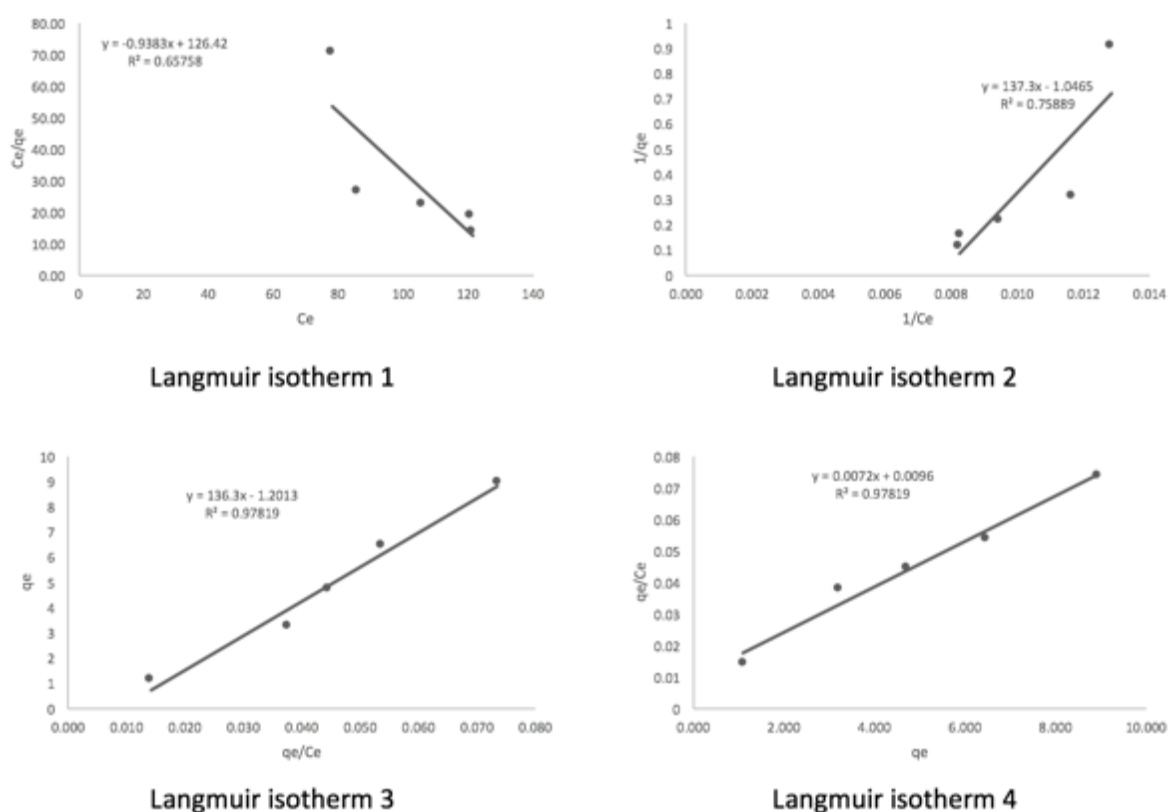 80.00
70.00
60.00
50.00
40.00
30.00
20.00
10.00
0.00
Ce/qe
y = -0.9383x + 126.42
R² = 0.65758
0 20 40 60 80 100 120 140
Ce
Langmuir isotherm 1
1
0.9
0.8
0.7
0.6
0.5
0.4
0.3
0.2
0.1
0
1/qe
y = 137.3x - 1.0465
R² = 0.75889
0.000 0.002 0.004 0.006 0.008 0.010 0.012 0.014
1/Ce
Langmuir isotherm 2
10
9
8
7
6
5
4
3
2
1
0
qe
y = 136.3x - 1.2013
R² = 0.97819
0.000 0.010 0.020 0.030 0.040 0.050 0.060 0.070 0.080
qe/Ce
Langmuir isotherm 3
0.08
0.07
0.06
0.05
0.04
0.03
0.02
0.01
0
qe/Ce
y = 0.0072x + 0.0096
R² = 0.97819
0.000 2.000 4.000 6.000 8.000 10.000
qe
Langmuir isotherm 4